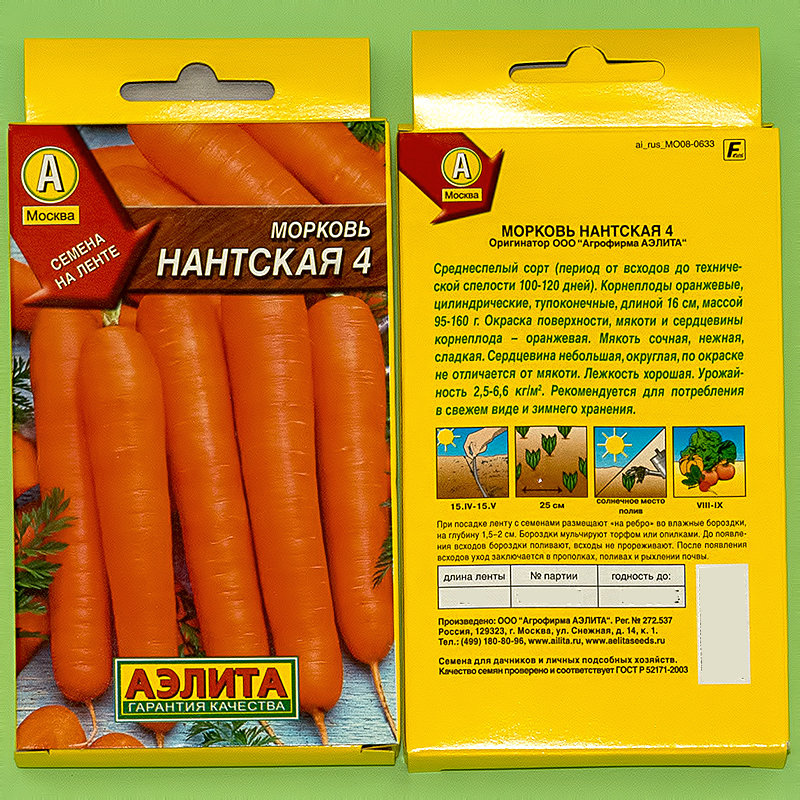 А
Москва
СЕМЕНА
НА ЛЕНТЕ
МОРКОВЬ
НАНТСКАЯ 4
АЭЛИТА
ГАРАНТИЯ КАЧЕСТВА
ai_rus_MO08-0633
F
А
Москва
МОРКОВЬ НАНТСКАЯ 4
Оригинатор ООО "Агрофирма АЭЛИТА"
Среднеспелый сорт (период от всходов до техниче-
ской спелости 100-120 дней). Корнеплоды оранжевые,
цилиндрические, тупоконечные, длиной 16 см, массой
95-160 г. Окраска поверхности, мякоти и сердцевины
корнеплода – оранжевая. Мякоть сочная, нежная,
сладкая. Сердцевина небольшая, округлая, по окраске
не отличается от мякоти. Лежкость хорошая. Урожай-
ность 2,5-6,6 кг/м². Рекомендуется для потребления
в свежем виде и зимнего хранения.
15.IV-15.V
25 см
солнечное место
полив
VIII-IX
При посадке ленту с семенами размещают «на ребро» во влажные бороздки,
на глубину 1,5–2 см. Бороздки мульчируют торфом или опилками. До появле-
ния всходов бороздки поливают, всходы не прореживают. После появления
всходов уход заключается в прополках, поливах и рыхлении почвы.
длина ленты
№ партии
годность до:
Произведено: ООО "Агрофирма АЭЛИТА". Рег. № 272.537
Россия, 129323, г. Москва, ул. Снежная, д. 14, к. 1.
Тел.: (499) 180-80-96, www.ailita.ru, www.aelitaseeds.ru
Семена для дачников и личных подсобных хозяйств.
Качество семян проверено и соответствует ГОСТ Р 52171-2003